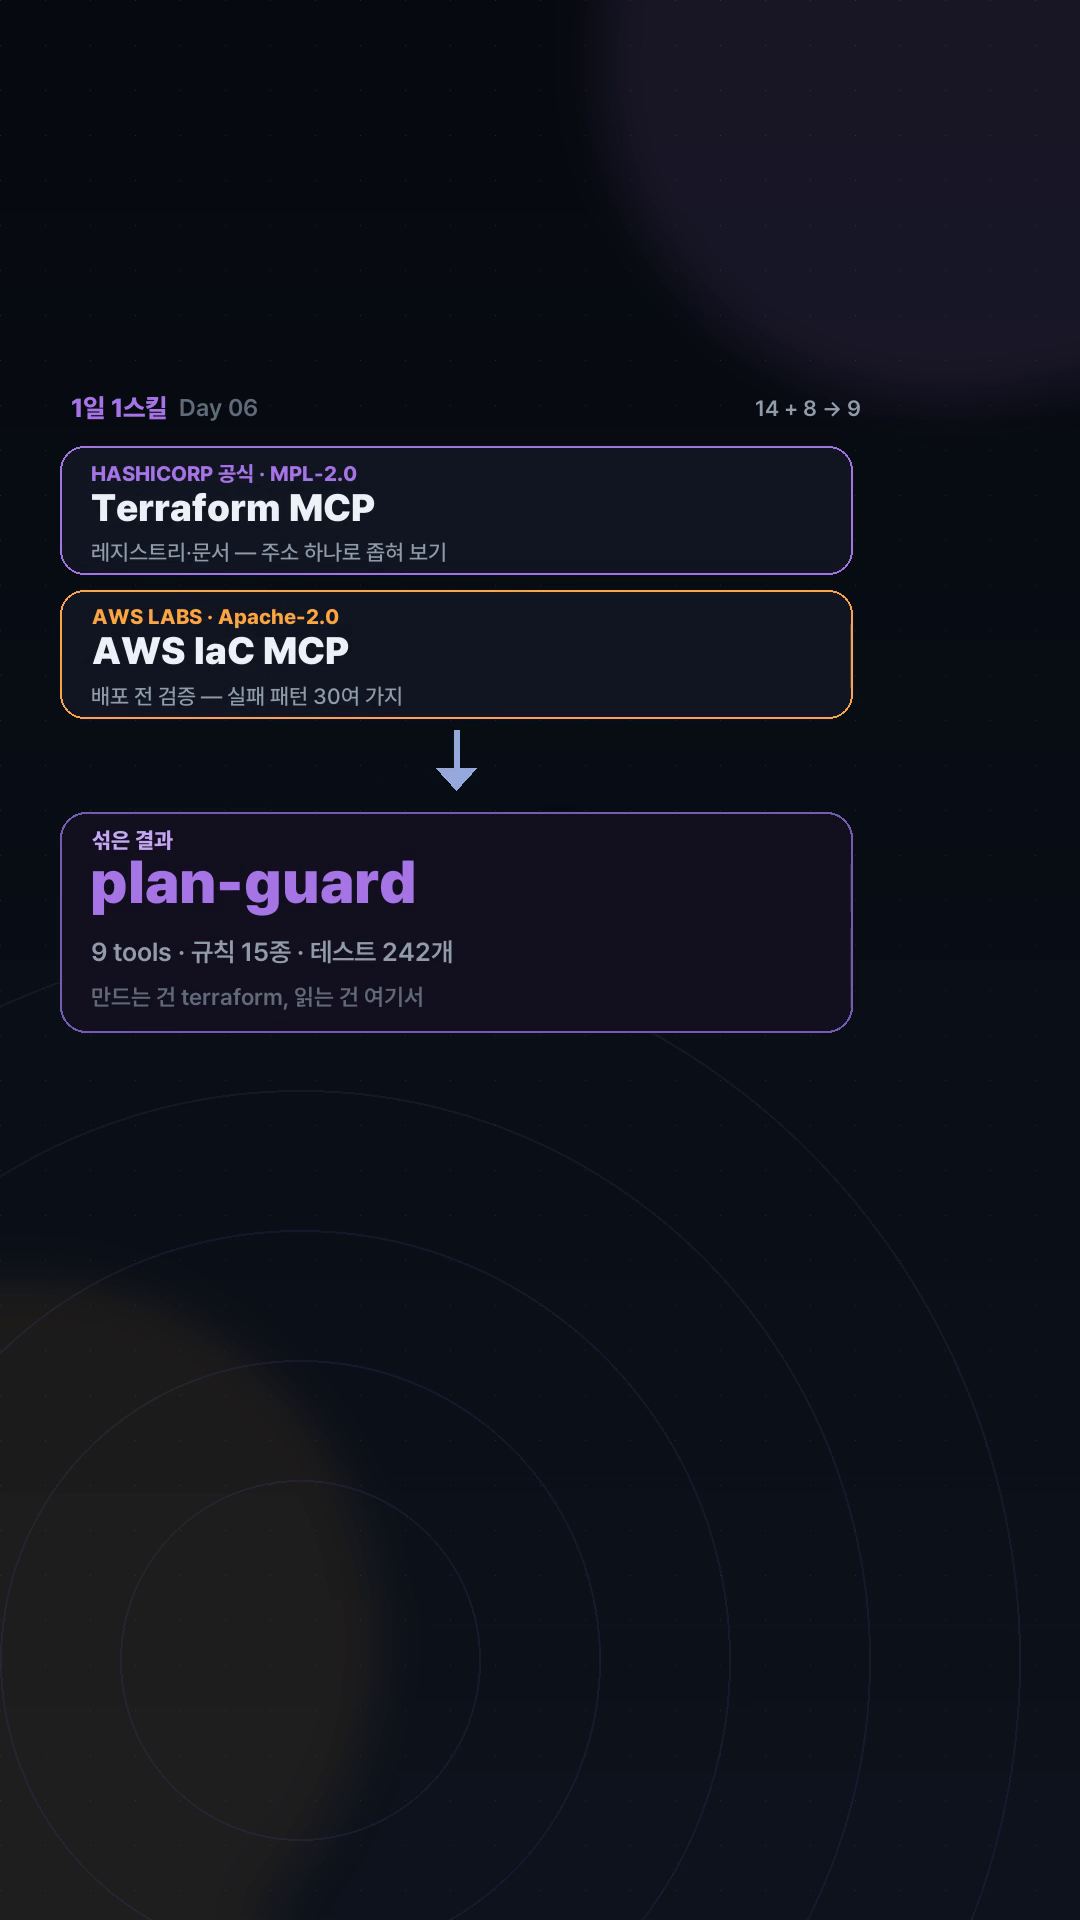 1일 1스킬 Day 06
14 + 8 → 9
HASHICORP 공식 · MPL-2.0
Terraform MCP
레지스트리·문서 — 주소 하나로 좁혀 보기
AWS LABS · Apache-2.0
AWS IaC MCP
배포 전 검증 — 실패 패턴 30여 가지
섞은 결과
plan-guard
9 tools · 규칙 15종 · 테스트 242개
만드는 건 terraform, 읽는 건 여기서